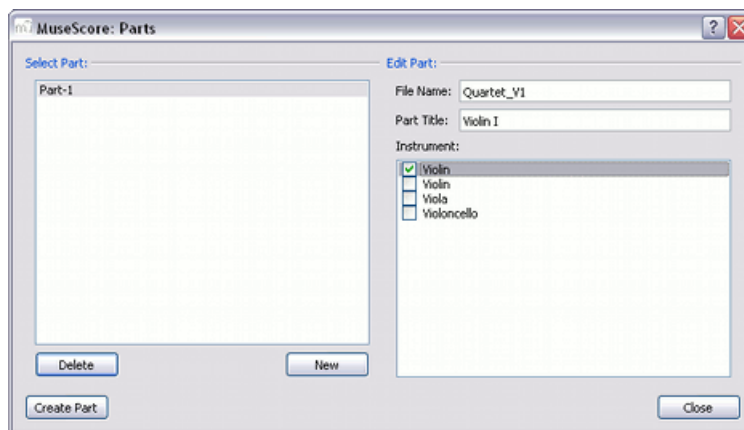 MuseScore: Parts
Select Part:
Part-1
Delete
New
Create Part
Edit Part:
File Name: Quartet_V1
Part Title: Violin I
Instrument:
Violin
Violin
Viola
Violoncello
Close